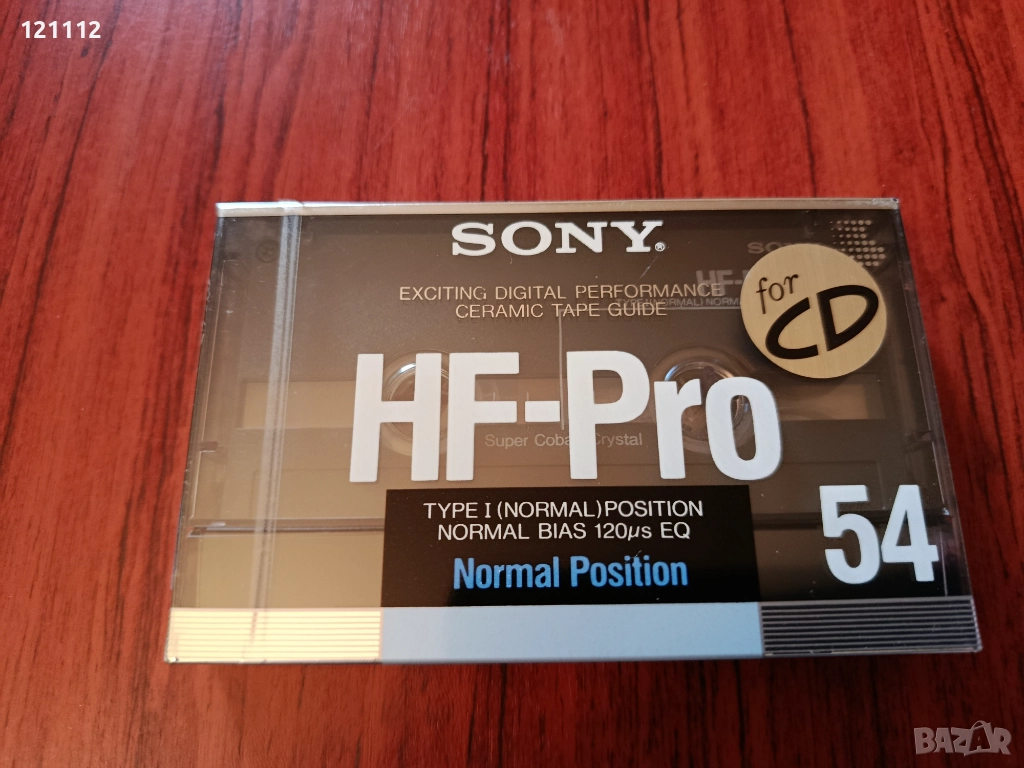 121112
SONY®
for
CD
EXCITING DIGITAL PERFORMANCE
CERAMIC TAPE GUIDE
HF-Pro
Super Cobalt Crystal
TYPE I (NORMAL) POSITION
NORMAL BIAS 120μs EQ
Normal Position
54
BAZAR